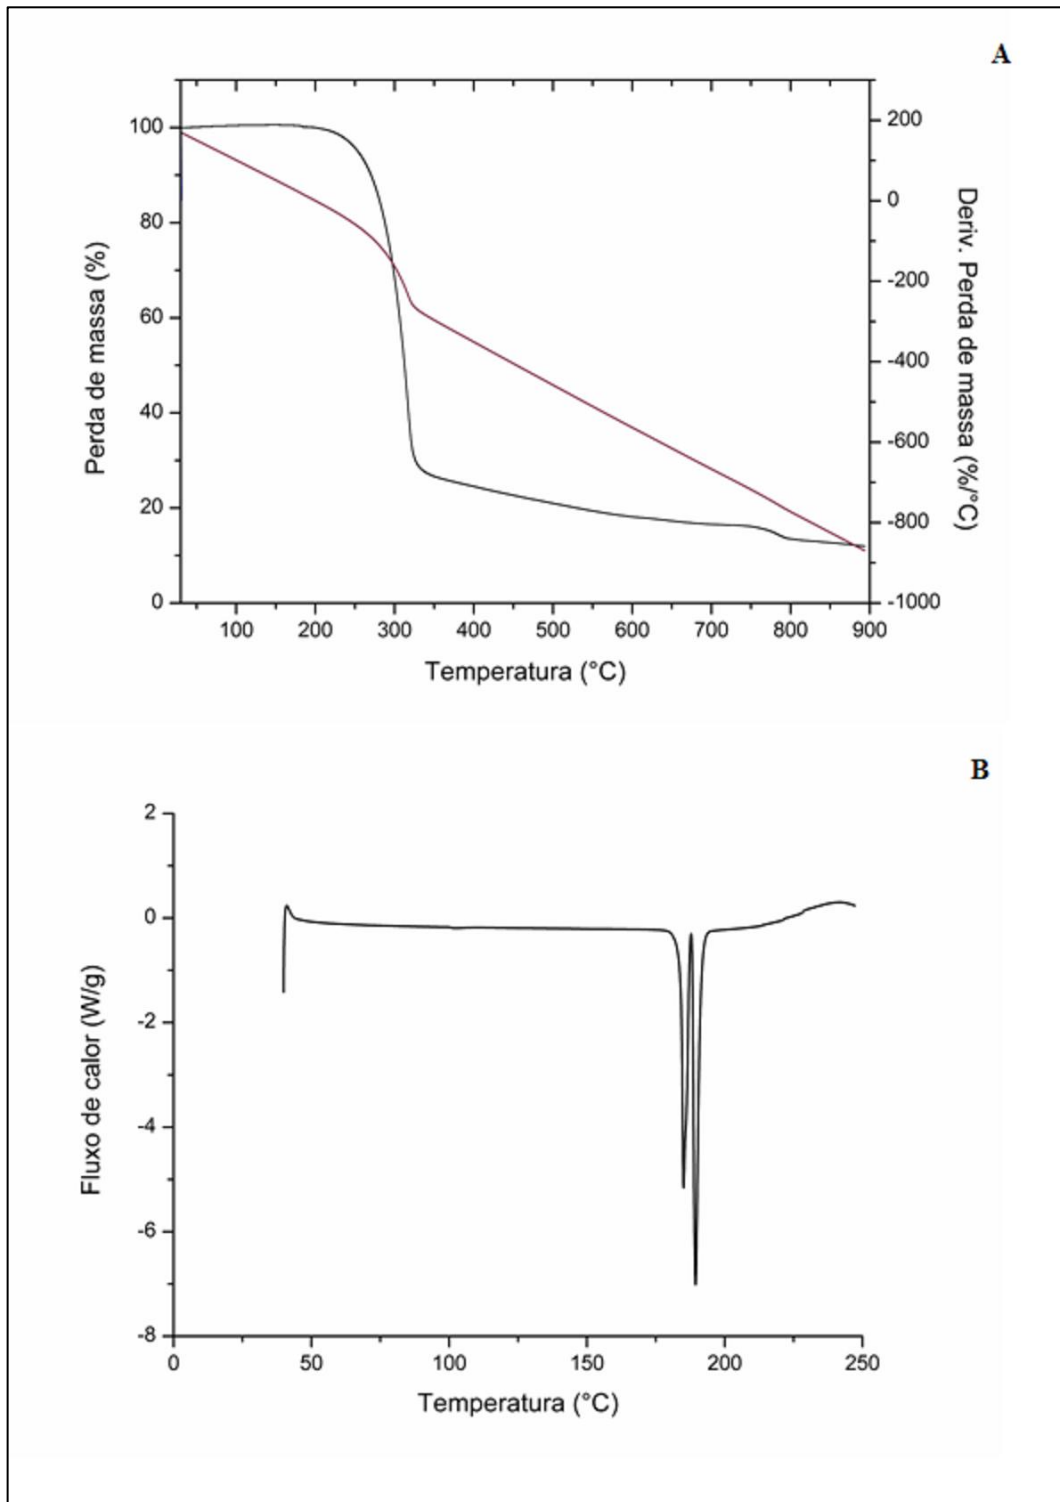 A
100
80
60
40
20
0
Perda de massa (%)
200
0
-200
-400
-600
-800
-1000
Deriv. Perda de massa (%/°C)
100 200 300 400 500 600 700 800 900
Temperatura (°C)
B
2
0
-2
-4
-6
-8
Fluxo de calor (W/g)
0 50 100 150 200 250
Temperatura (°C)